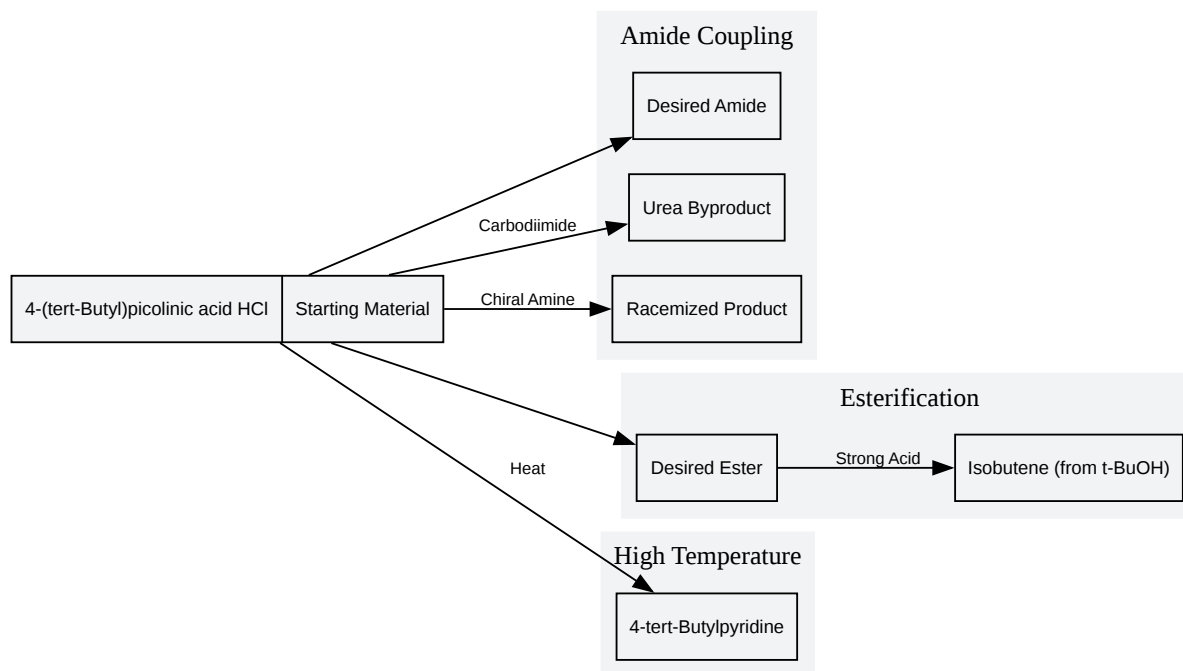 Amide Coupling
Desired Amide
Carbodiimide
Urea Byproduct
4-(tert-Butyl)picolinic acid HCl
Starting Material
Chiral Amine
Racemized Product
Esterification
Heat
Desired Ester
Strong Acid
Isobutene (from t-BuOH)
High Temperature
4-tert-Butylpyridine